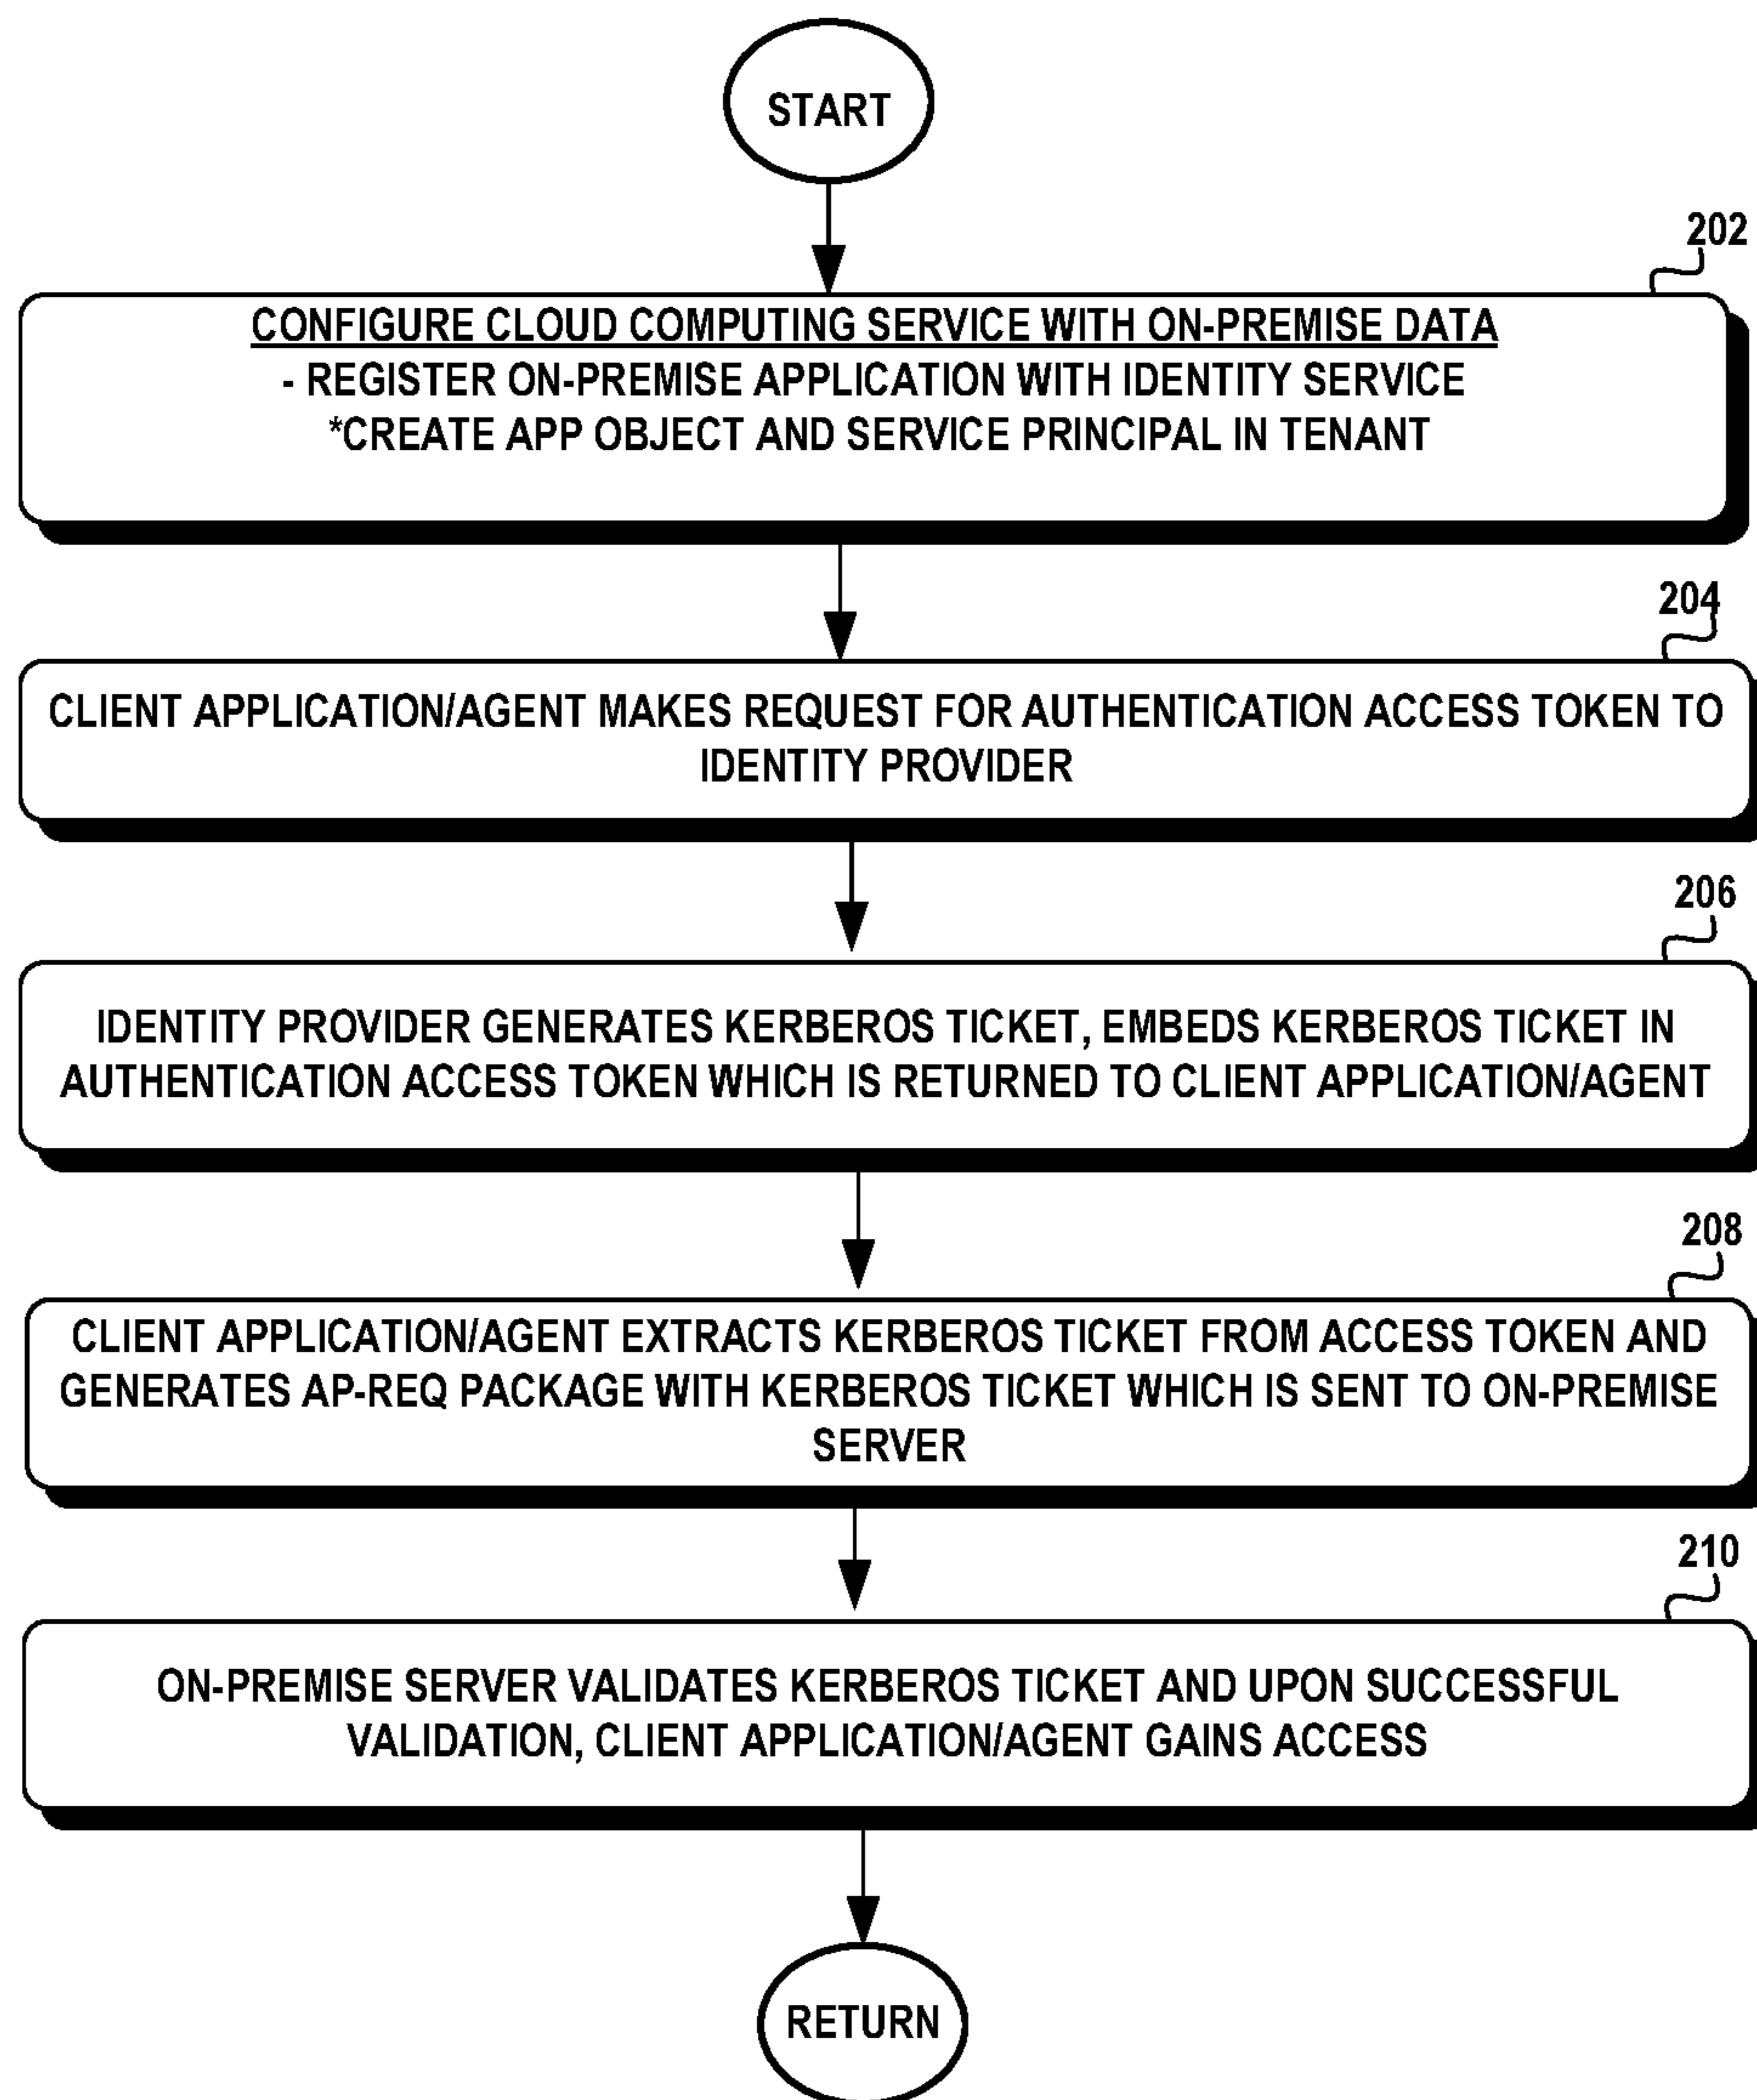 START
202
CONFIGURE CLOUD COMPUTING SERVICE WITH ON-PREMISE DATA
- REGISTER ON-PREMISE APPLICATION WITH IDENTITY SERVICE
*CREATE APP OBJECT AND SERVICE PRINCIPAL IN TENANT
204
CLIENT APPLICATION/AGENT MAKES REQUEST FOR AUTHENTICATION ACCESS TOKEN TO
IDENTITY PROVIDER
206
IDENTITY PROVIDER GENERATES KERBEROS TICKET, EMBEDS KERBEROS TICKET IN
AUTHENTICATION ACCESS TOKEN WHICH IS RETURNED TO CLIENT APPLICATION/AGENT
208
CLIENT APPLICATION/AGENT EXTRACTS KERBEROS TICKET FROM ACCESS TOKEN AND
GENERATES AP-REQ PACKAGE WITH KERBEROS TICKET WHICH IS SENT TO ON-PREMISE
SERVER
210
ON-PREMISE SERVER VALIDATES KERBEROS TICKET AND UPON SUCCESSFUL
VALIDATION, CLIENT APPLICATION/AGENT GAINS ACCESS
RETURN